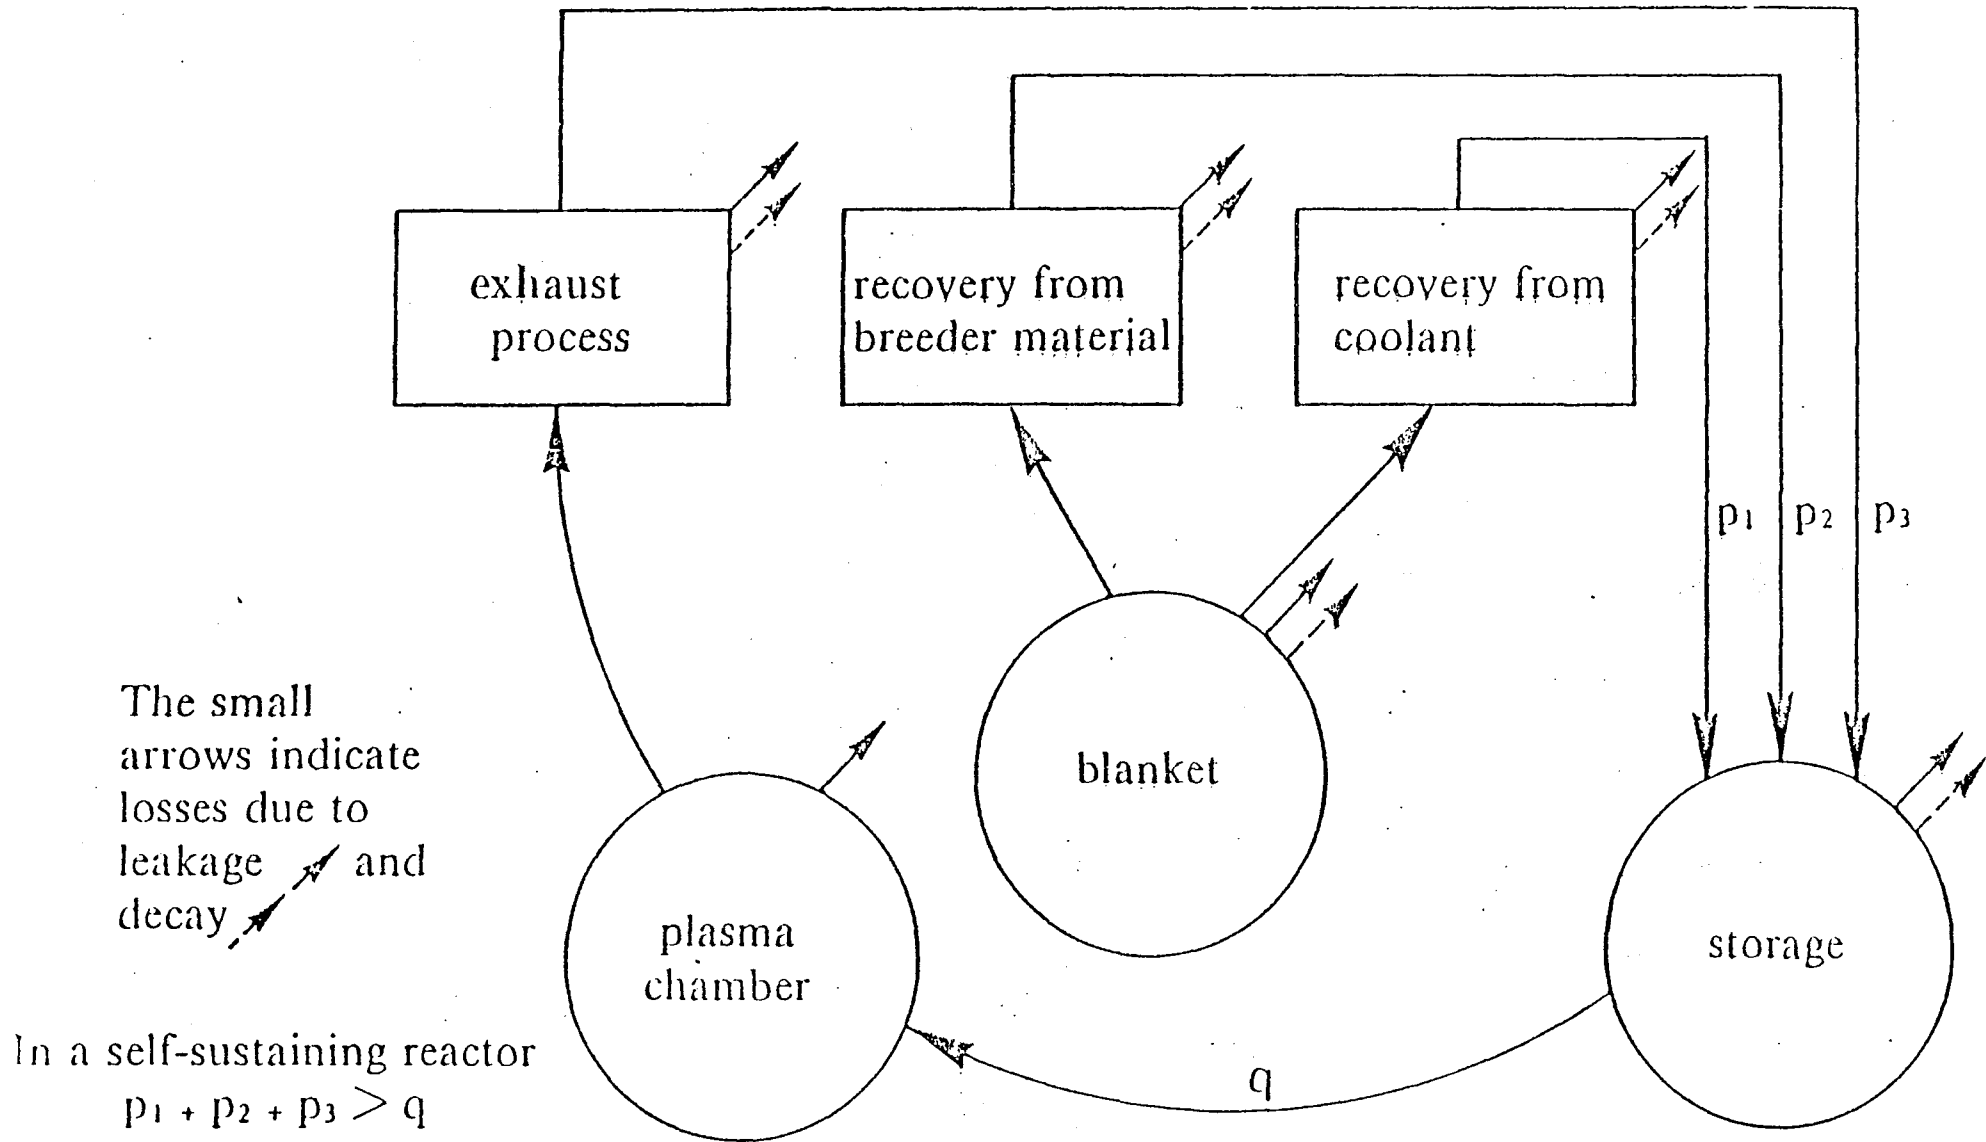 exhaust
process
recovery from
breeder material
recovery from
coolant
p₁
p₂
p₃
The small
arrows indicate
losses due to
leakage and
decay
blanket
plasma
chamber
storage
In a self-sustaining reactor
p₁ + p₂ + p₃ > q
q